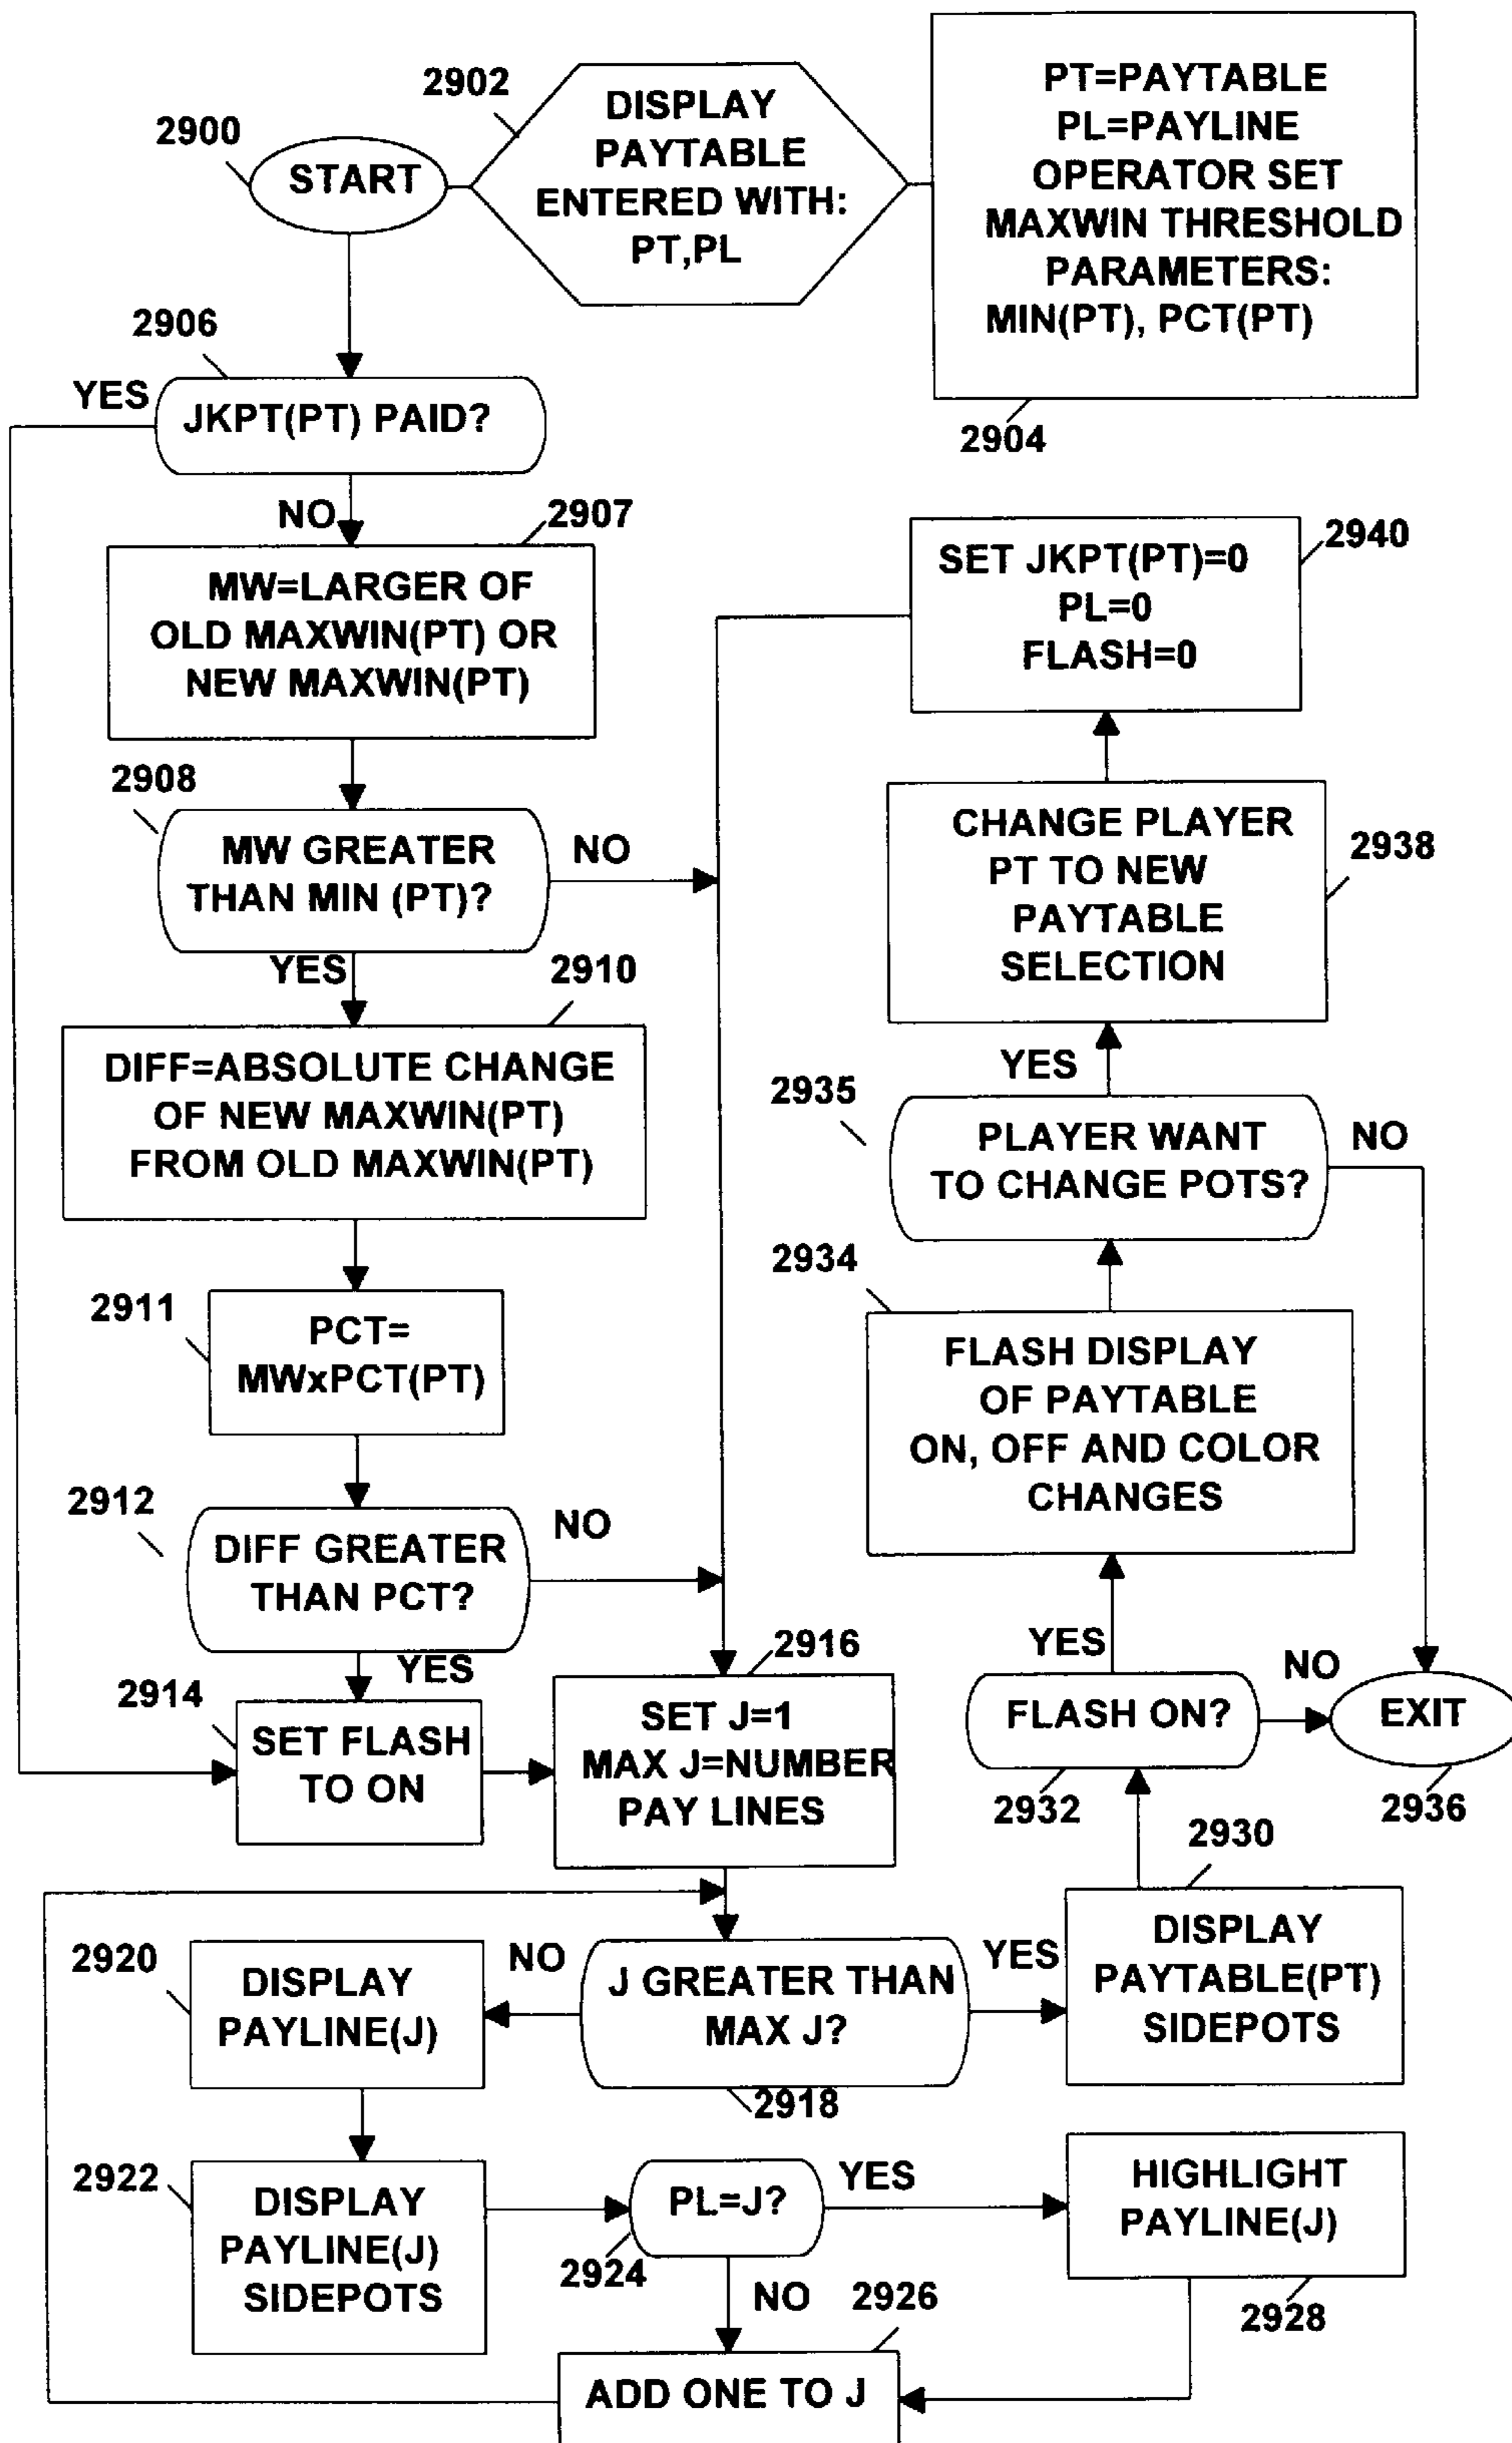 2900
START
2902
DISPLAY
PAYTABLE
ENTERED WITH:
PT,PL
PT=PAYTABLE
PL=PAYLINE
OPERATOR SET
MAXWIN THRESHOLD
PARAMETERS:
MIN(PT), PCT(PT)
2904
2906
YES
JKPT(PT) PAID?
NO
2907
MW=LARGER OF
OLD MAXWIN(PT) OR
NEW MAXWIN(PT)
2908
MW GREATER
THAN MIN (PT)?
NO
YES
2910
DIFF=ABSOLUTE CHANGE
OF NEW MAXWIN(PT)
FROM OLD MAXWIN(PT)
2911
PCT=
MWxPCT(PT)
2912
DIFF GREATER
THAN PCT?
NO
YES
2914
SET FLASH
TO ON
2916
SET J=1
MAX J=NUMBER
PAY LINES
2918
J GREATER THAN
MAX J?
NO
YES
2920
DISPLAY
PAYLINE(J)
2922
DISPLAY
PAYLINE(J)
SIDEPOTS
2924
PL=J?
YES
NO
2926
ADD ONE TO J
HIGHLIGHT
PAYLINE(J)
2928
2930
DISPLAY
PAYTABLE(PT)
SIDEPOTS
2932
FLASH ON?
YES
NO
EXIT
2936
2934
FLASH DISPLAY
OF PAYTABLE
ON, OFF AND COLOR
CHANGES
2935
PLAYER WANT
TO CHANGE POTS?
NO
YES
2938
CHANGE PLAYER
PT TO NEW
PAYTABLE
SELECTION
2940
SET JKPT(PT)=0
PL=0
FLASH=0